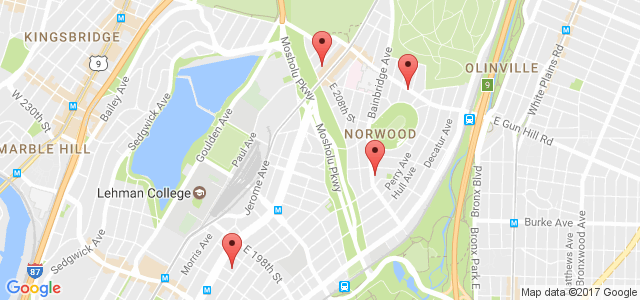 KINGSBRIDGE
9
W 230th St
Bailey Ave
Sedgwick Ave
MARBLE HILL
Goulden Ave
Paul Ave
Mosholu Pkwy
E 208th St
Bainbridge Ave
OLINVILLE
9
White Plains Rd
NORWOOD
Mosholu Pkwy
Decatur Ave
E Gun Hill Rd
Perry Ave
Hull Ave
Lehman College
Jerome Ave
M
Bronx Blvd
M
Burke Ave
M
Sedgwick Ave
Morris Ave
E 198th St
87
M
M
Bronx Park E
Matthews Ave
Bronxwood Ave
Google
Map data ©2017 Google